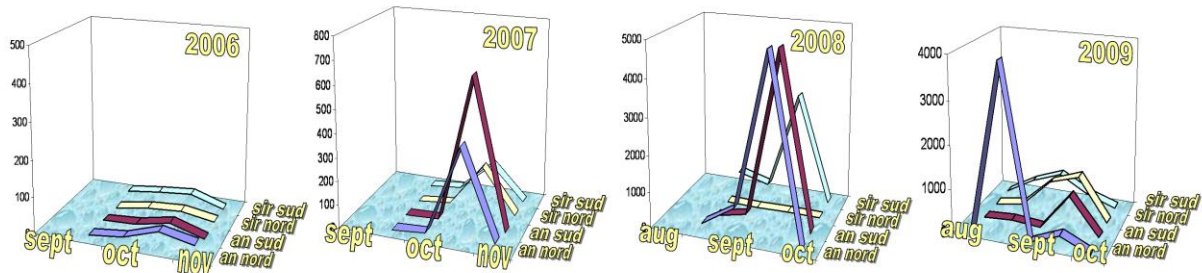 2006
500
400
300
200
100
sept
oct
nov
sir sud
sir nord
an sud
an nord
2007
800
700
600
500
400
300
200
100
sept
oct
nov
sir sud
sir nord
an sud
an nord
2008
5000
4000
3000
2000
1000
aug
sept
oct
sir sud
sir nord
an sud
an nord
2009
4000
3000
2000
1000
aug
sept
oct
sir sud
sir nord
an sud
an nord